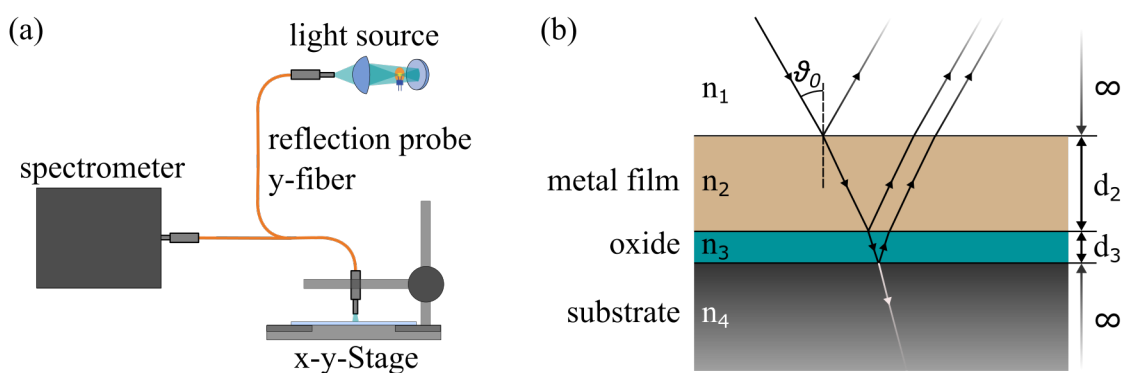 (a)
light source
reflection probe
y-fiber
spectrometer
x-y-Stage
(b)
ϑ₀
n₁
∞
metal film n₂ d₂
oxide n₃ d₃
substrate n₄
∞